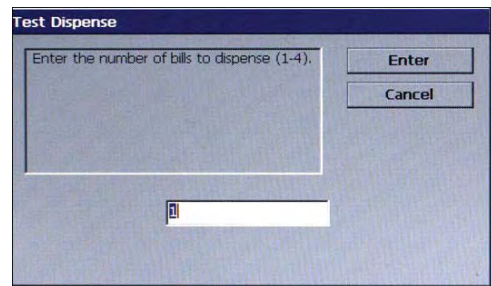 Test Dispense
Enter the number of bills to dispense (1-4).
Enter
Cancel
1